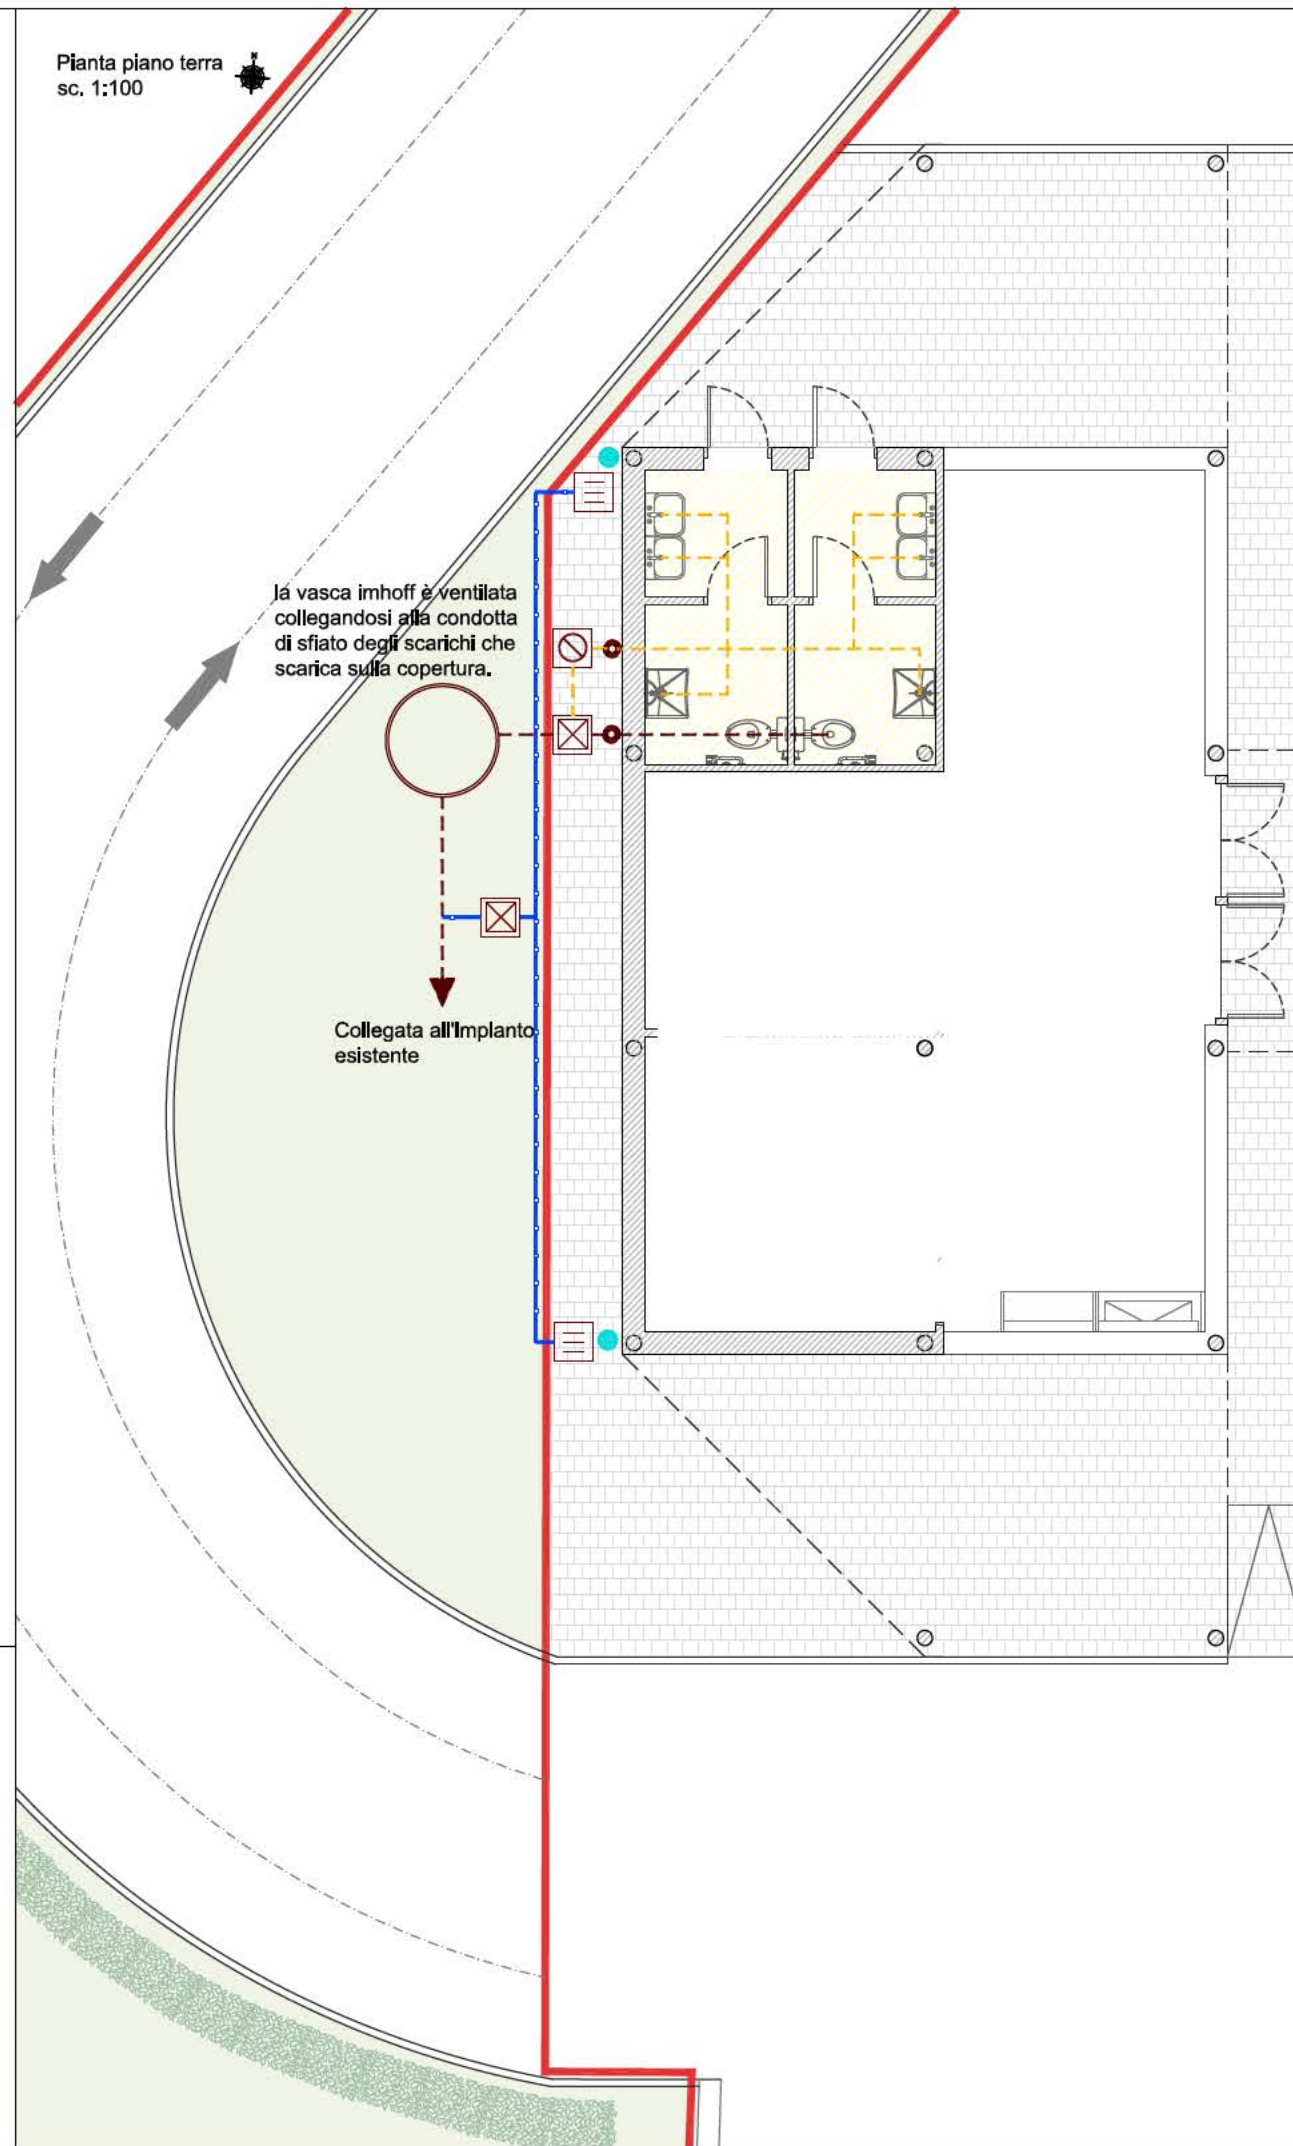 Pianta piano terra
sc. 1:100
N
la vasca imhoff è ventilata
collegandosi alla condotta
di sfiato degli scarichi che
scarica sulla copertura.
Collegata all'Impianto
esistente